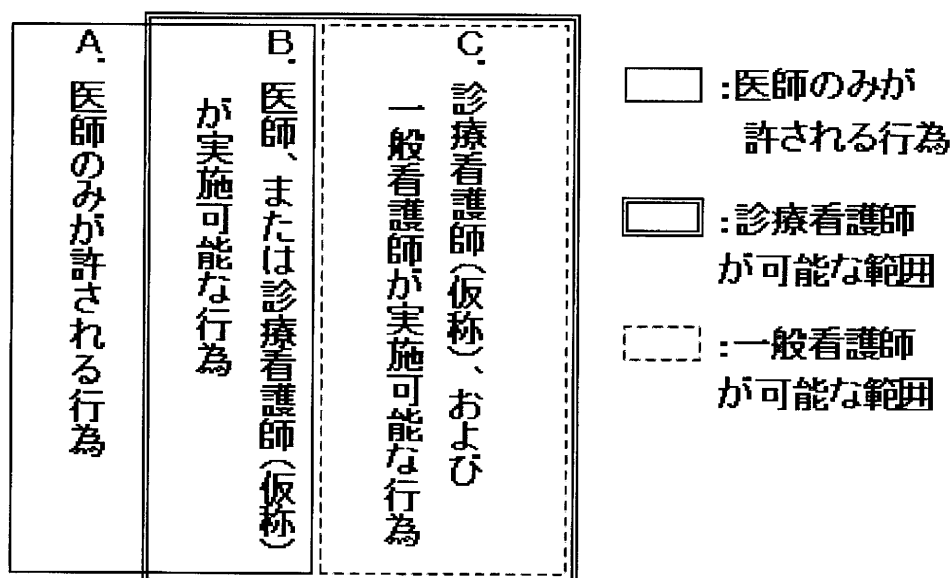 A．医師のみが許される行為
B．医師、または診療看護師（仮称）
が実施可能な行為
C．診療看護師（仮称）、および
一般看護師が実施可能な行為
：医師のみが
許される行為
：診療看護師
が可能な範囲
：一般看護師
が可能な範囲